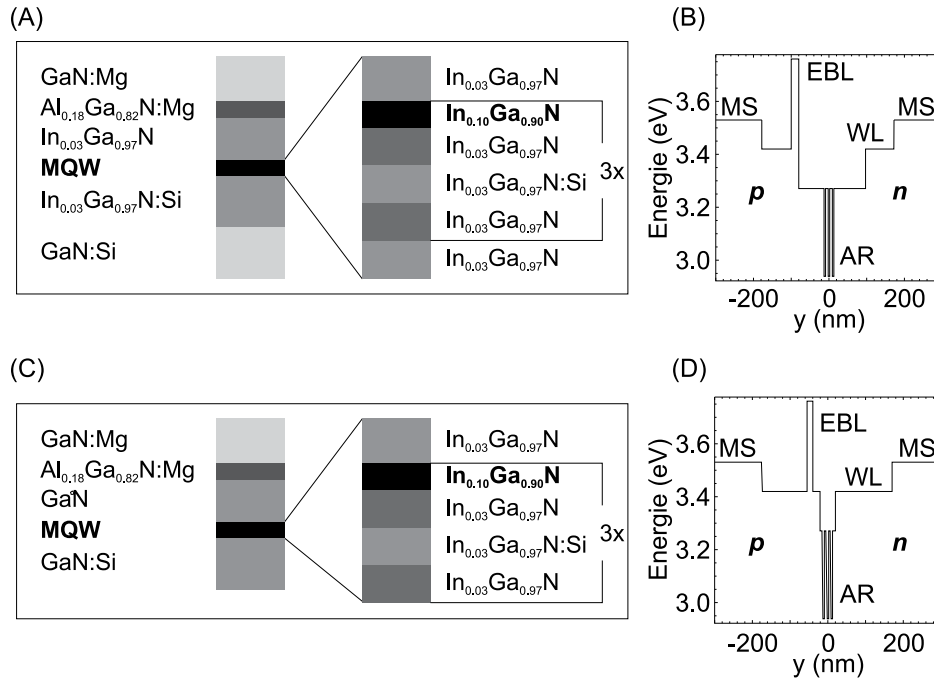 (A)
GaN:Mg
Al0.18Ga0.82N:Mg
In0.03Ga0.97N
MQW
In0.03Ga0.97N:Si
GaN:Si
In0.03Ga0.97N
In0.10Ga0.90N
In0.03Ga0.97N
In0.03Ga0.97N:Si
In0.03Ga0.97N
In0.03Ga0.97N
3x
(B)
Energie (eV)
3.6
3.4
3.2
3.0
MS
EBL
WL
MS
p
n
AR
-200 0 200
y (nm)
(C)
GaN:Mg
Al0.18Ga0.82N:Mg
GaN
MQW
GaN:Si
In0.03Ga0.97N
In0.10Ga0.90N
In0.03Ga0.97N
In0.03Ga0.97N:Si
In0.03Ga0.97N
3x
(D)
Energie (eV)
3.6
3.4
3.2
3.0
MS
EBL
WL
MS
p
n
AR
-200 0 200
y (nm)